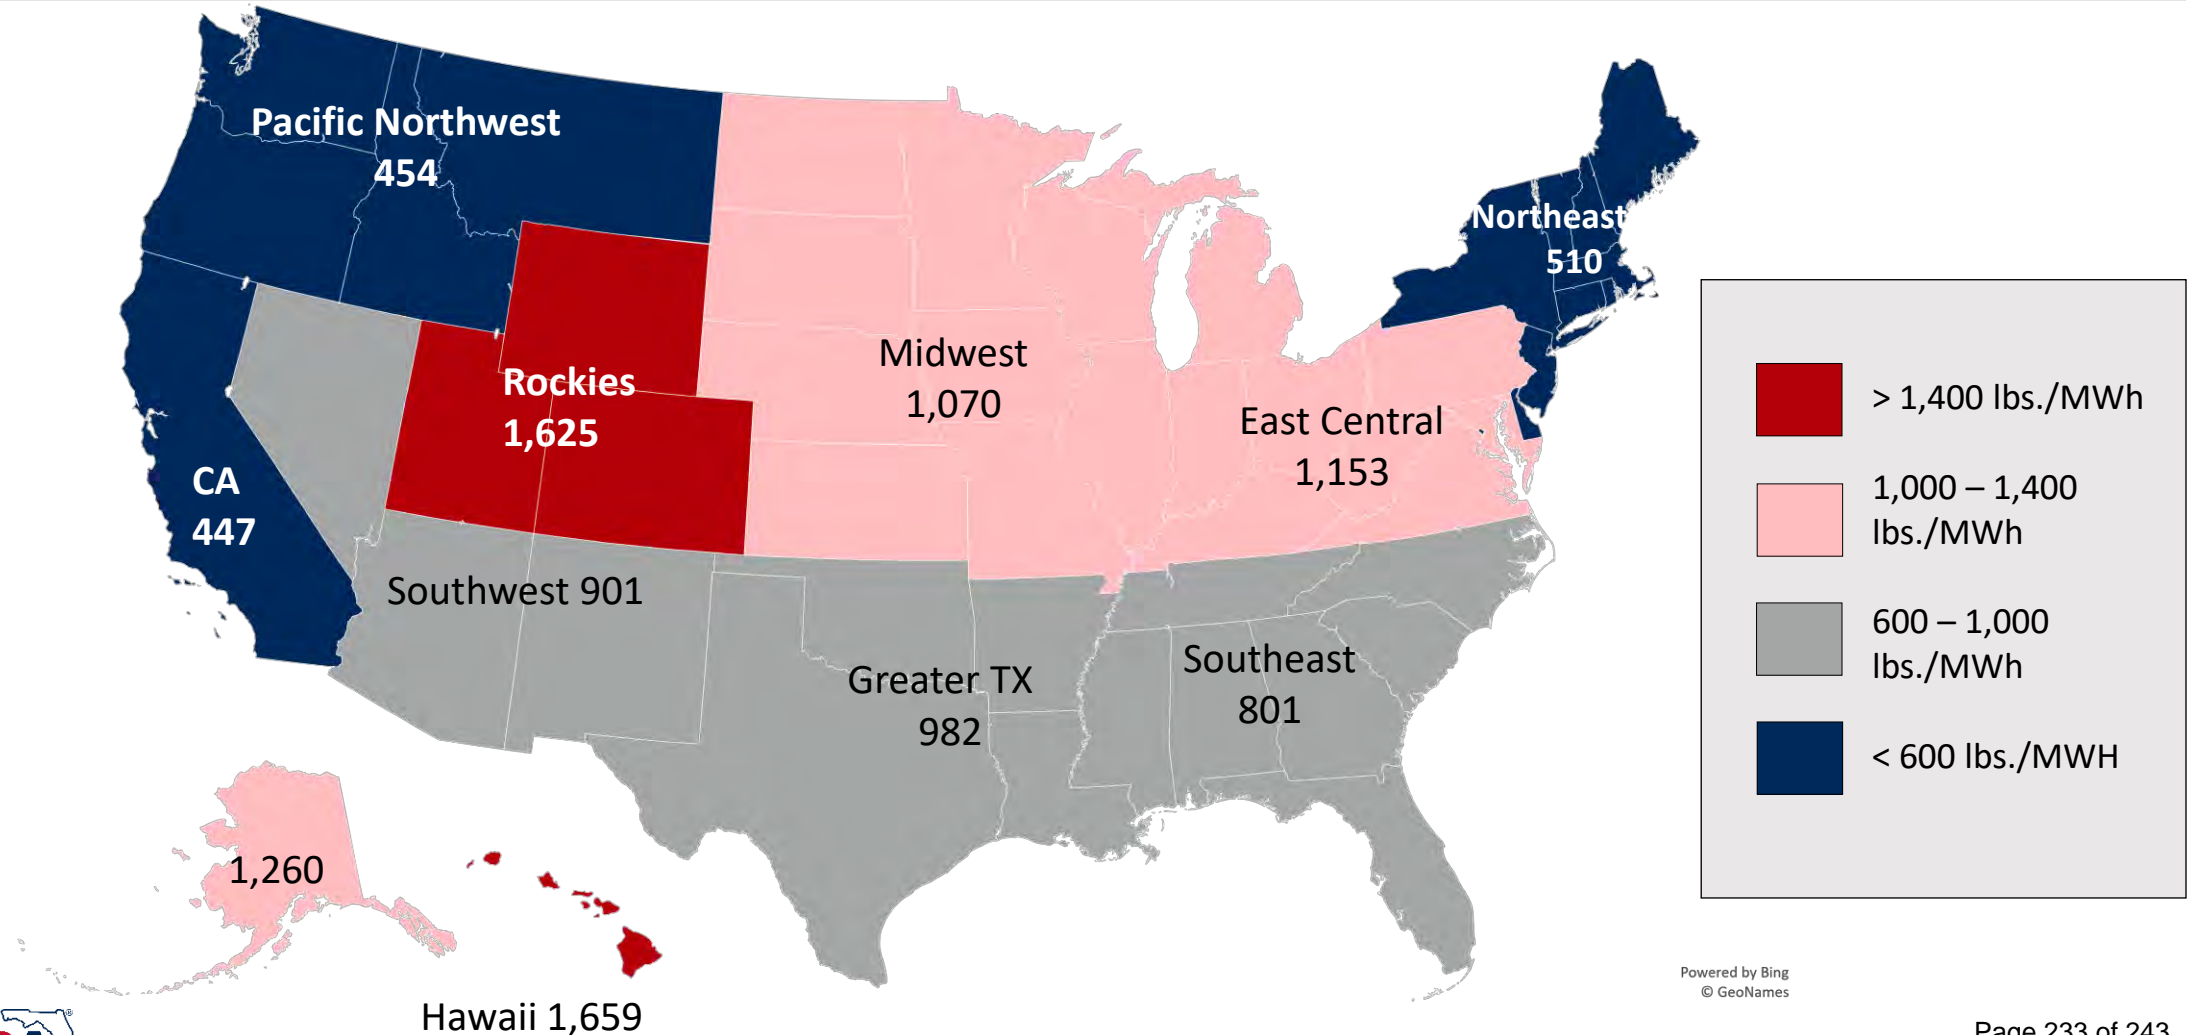 Pacific Northwest
454
Northeast
510
Rockies
1,625
Midwest
1,070
East Central
1,153
CA
447
Southwest 901
Greater TX
982
Southeast
801
1,260
Hawaii 1,659
> 1,400 lbs./MWh
1,000 – 1,400
lbs./MWh
600 – 1,000
lbs./MWh
< 600 lbs./MWH
Powered by Bing
© GeoNames
®
Page 233 of 243